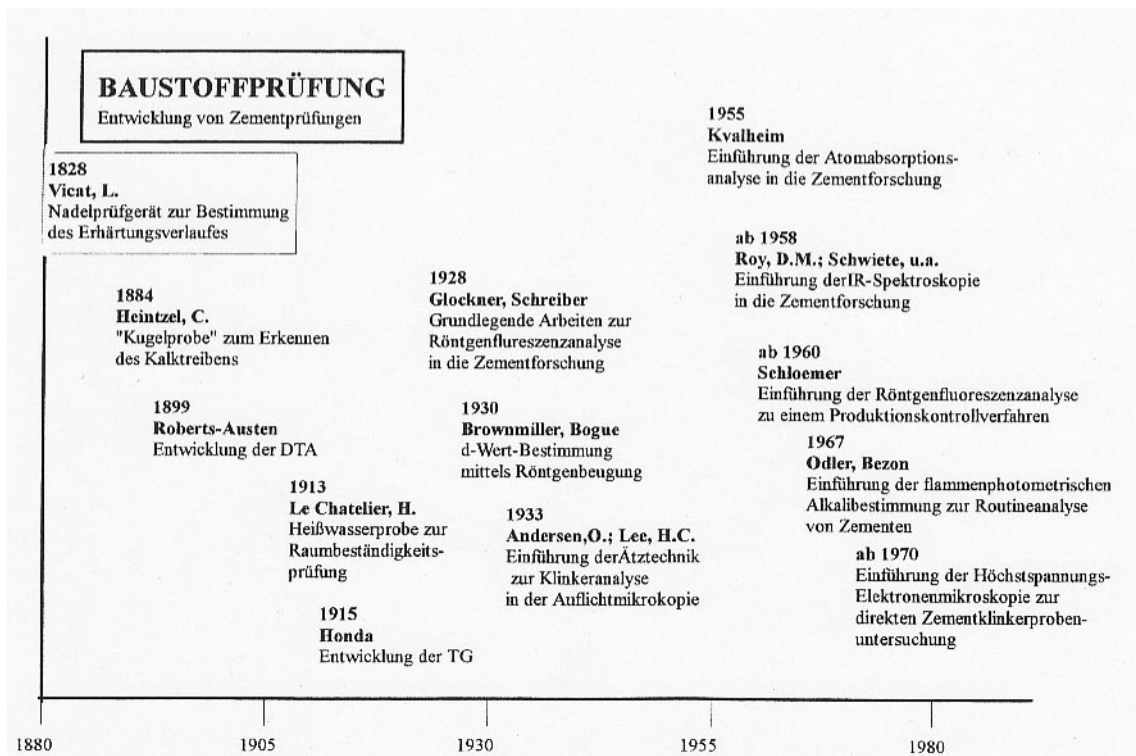 BAUSTOFFPRÜFUNG
Entwicklung von Zementprüfungen
1828
Vicat, L.
Nadelprüfgerät zur Bestimmung
des Erhärtungsverlaufes
1884
Heintzel, C.
"Kugelprobe" zum Erkennen
des Kalktreibens
1899
Roberts-Austen
Entwicklung der DTA
1913
Le Chatelier, H.
Heißwasserprobe zur
Raumbeständigkeits-
prüfung
1915
Honda
Entwicklung der TG
1928
Glockner, Schreiber
Grundlegende Arbeiten zur
Röntgenflureszenzanalyse
in die Zementforschung
1930
Brownmiller, Bogue
d-Wert-Bestimmung
mittels Röntgenbeugung
1933
Andersen,O.; Lee, H.C.
Einführung derÄtztechnik
zur Klinkeranalyse
in der Auflichtmikrokopie
1955
Kvalheim
Einführung der Atomabsorptions-
analyse in die Zementforschung
ab 1958
Roy, D.M.; Schwiete, u.a.
Einführung derIR-Spektroskopie
in die Zementforschung
ab 1960
Schloemer
Einführung der Röntgenfluoreszenzanalyse
zu einem Produktionskontrollverfahren
1967
Odler, Bezon
Einführung der flammenphotometrischen
Alkalibestimmung zur Routineanalyse
von Zementen
ab 1970
Einführung der Höchstspannungs-
Elektronenmikroskopie zur
direkten Zementklinkerproben-
untersuchung
1880
1905
1930
1955
1980